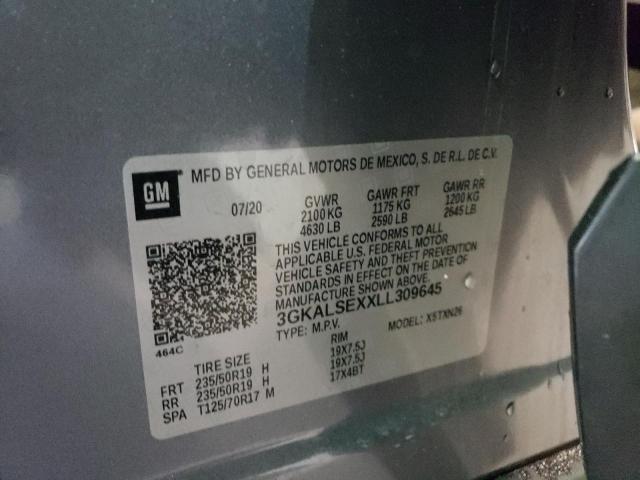 GM
MFD BY GENERAL MOTORS DE MEXICO, S. DE R.L. DE C.V.
07/20 GVWR GAWR FRT GAWR RR
2100 KG 1175 KG 1200 KG
4630 LB 2590 LB 2645 LB
THIS VEHICLE CONFORMS TO ALL
APPLICABLE U.S. FEDERAL MOTOR
VEHICLE SAFETY AND THEFT PREVENTION
STANDARDS IN EFFECT ON THE DATE OF
MANUFACTURE SHOWN ABOVE.
3GKALSEXXLL309645
TYPE: M.P.V. MODEL: XSTXN26
464C
TIRE SIZE RIM
FRT 235/50R19 H 19X7.5J
RR 235/50R19 H 19X7.5J
SPA T125/70R17 M 17X4BT